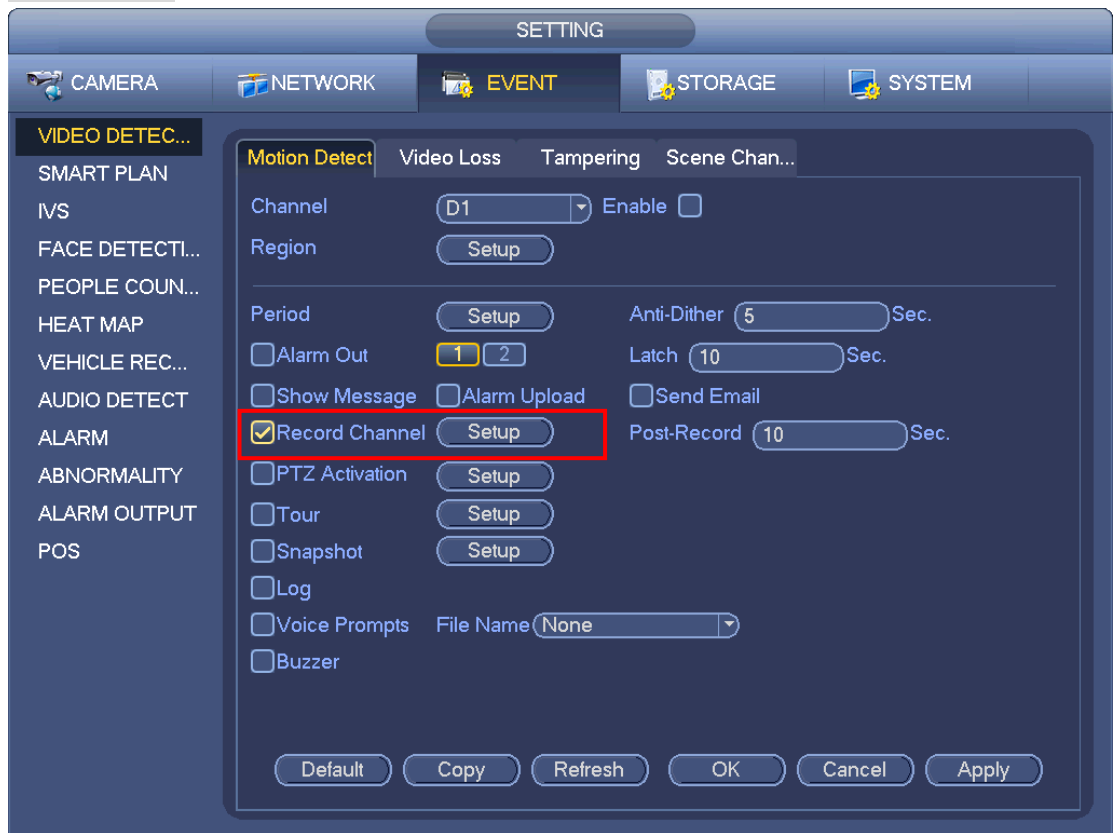 SETTING
CAMERA NETWORK EVENT STORAGE SYSTEM
VIDEO DETEC...
SMART PLAN
IVS
FACE DETECTI...
PEOPLE COUN...
HEAT MAP
VEHICLE REC...
AUDIO DETECT
ALARM
ABNORMALITY
ALARM OUTPUT
POS
Motion Detect Video Loss Tampering Scene Chan...
Channel D1 Enable
Region Setup
Period Setup Anti-Dither 5 Sec.
Alarm Out 1 2 Latch 10 Sec.
Show Message Alarm Upload Send Email
Record Channel Setup Post-Record 10 Sec.
PTZ Activation Setup
Tour Setup
Snapshot Setup
Log
Voice Prompts File Name None
Buzzer
Default Copy Refresh OK Cancel Apply